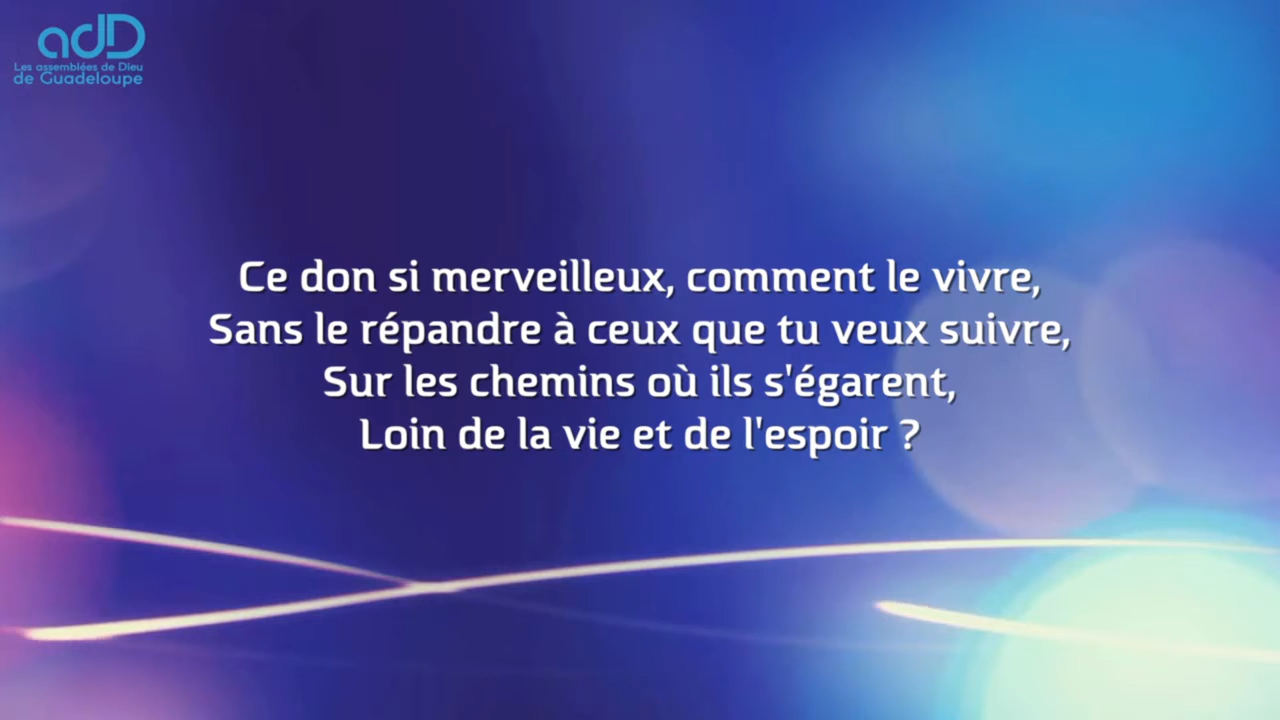 adD
Les assemblées de Dieu
de Guadeloupe
Ce don si merveilleux, comment le vivre,
Sans le répandre à ceux que tu veux suivre,
Sur les chemins où ils s'égarent,
Loin de la vie et de l'espoir ?